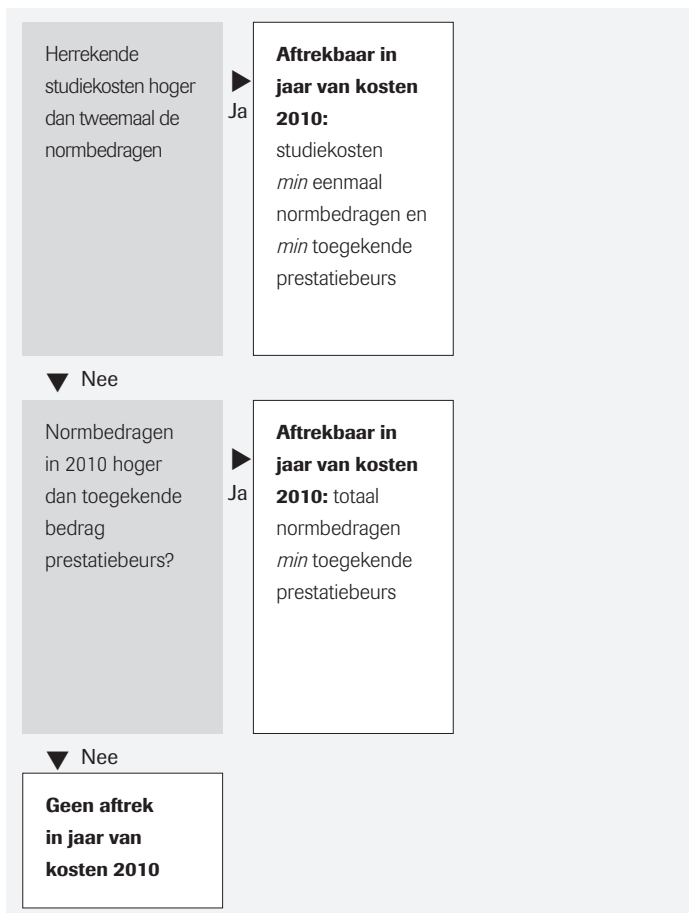 Herrekende
studiekosten hoger
dan tweemaal de
normbedragen
Ja
Aftrekbaar in
jaar van kosten
2010:
studiekosten
min eenmaal
normbedragen en
min toegekende
prestatiebeurs
Nee
Normbedragen
in 2010 hoger
dan toegekende
bedrag
prestatiebeurs?
Ja
Aftrekbaar in
jaar van kosten
2010: totaal
normbedragen
min toegekende
prestatiebeurs
Nee
Geen aftrek
in jaar van
kosten 2010